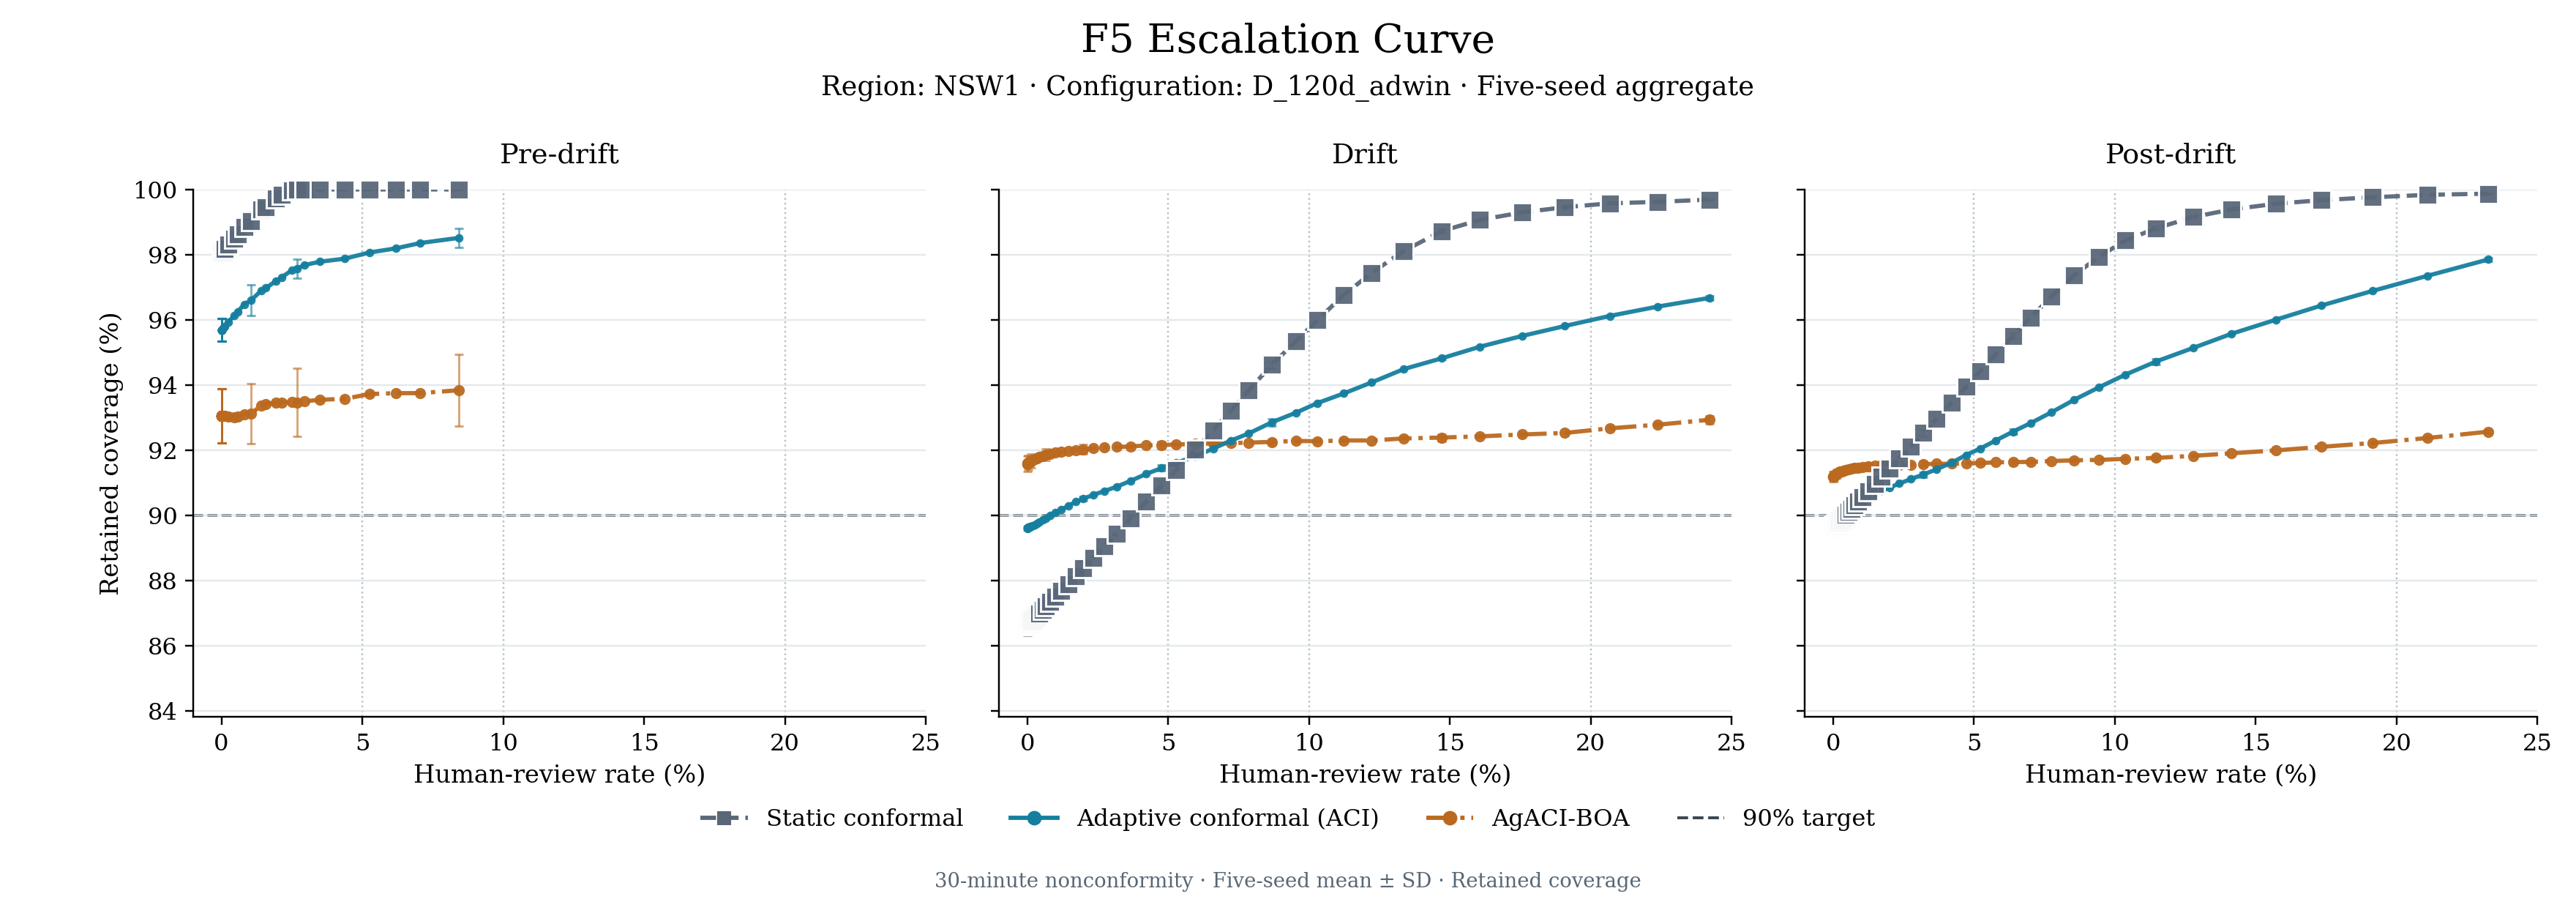 F5 Escalation Curve
Region: NSW1 · Configuration: D_120d_adwin · Five-seed aggregate
Pre-drift
Drift
Post-drift
Retained coverage (%)
100
98
96
94
92
90
88
86
84
0 5 10 15 20 25
0 5 10 15 20 25
0 5 10 15 20 25
Human-review rate (%)
Human-review rate (%)
Human-review rate (%)
Static conformal
Adaptive conformal (ACI)
AgACI-BOA
90% target
30-minute nonconformity · Five-seed mean ± SD · Retained coverage